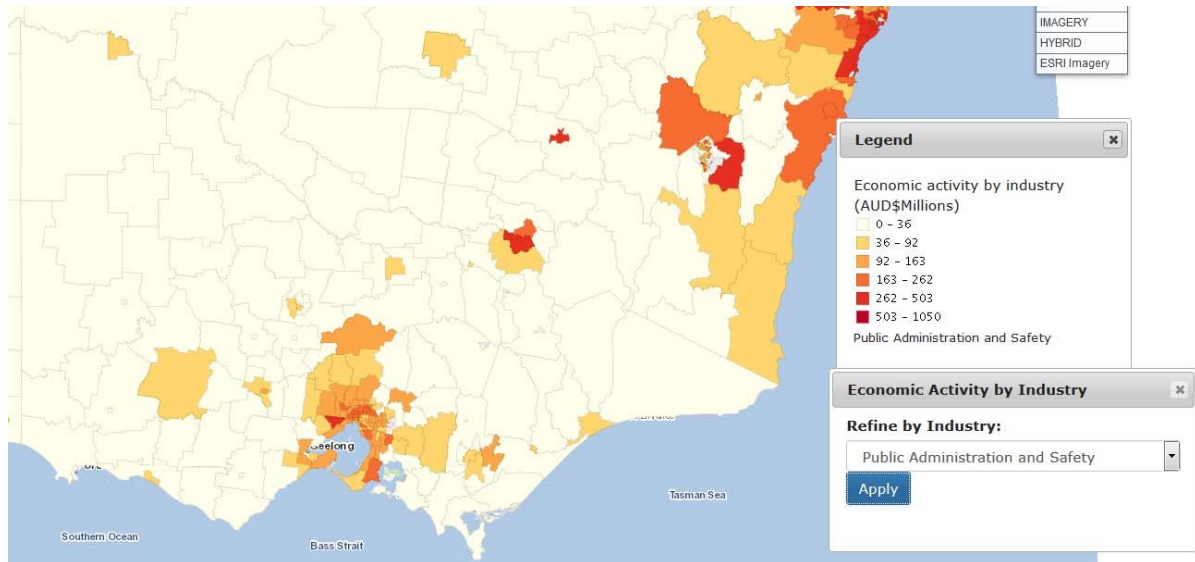 IMAGERY
HYBRID
ESRI Imagery
Legend
Economic activity by industry
(AUD$Millions)
0 - 36
36 - 92
92 - 163
163 - 262
262 - 503
503 - 1050
Public Administration and Safety
Economic Activity by Industry
Refine by Industry:
Public Administration and Safety
Apply
Geelong
Tasman Sea
Southern Ocean
Bass Strait